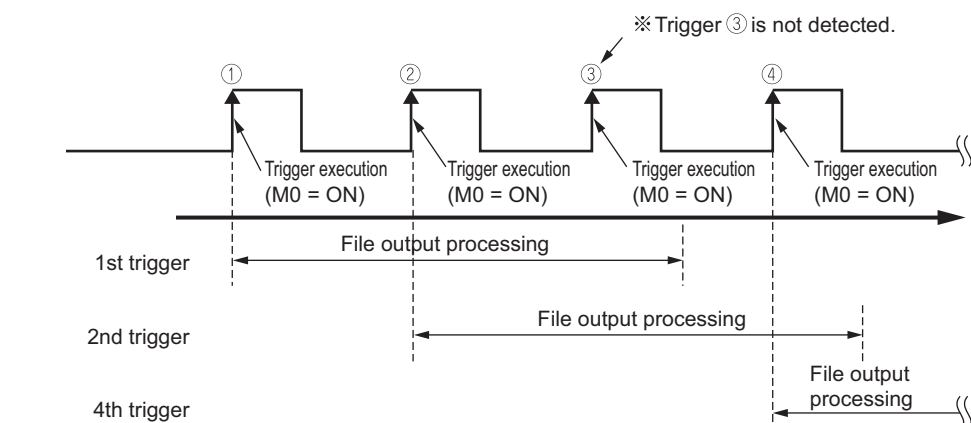 ※ Trigger ③ is not detected.
① ② ③ ④
Trigger execution Trigger execution Trigger execution Trigger execution
(M0 = ON) (M0 = ON) (M0 = ON) (M0 = ON)
File output processing
1st trigger
File output processing
2nd trigger
File output
processing
4th trigger